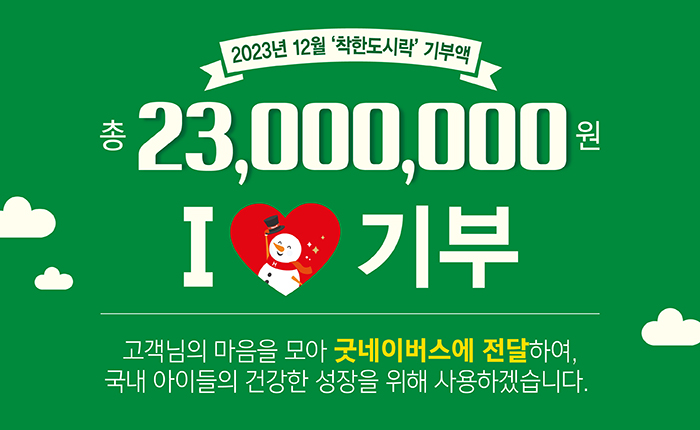 2023년 12월 ‘착한도시락’ 기부액
총 23,000,000 원
I 기부
고객님의 마음을 모아 굿네이버스에 전달하여,
국내 아이들의 건강한 성장을 위해 사용하겠습니다.